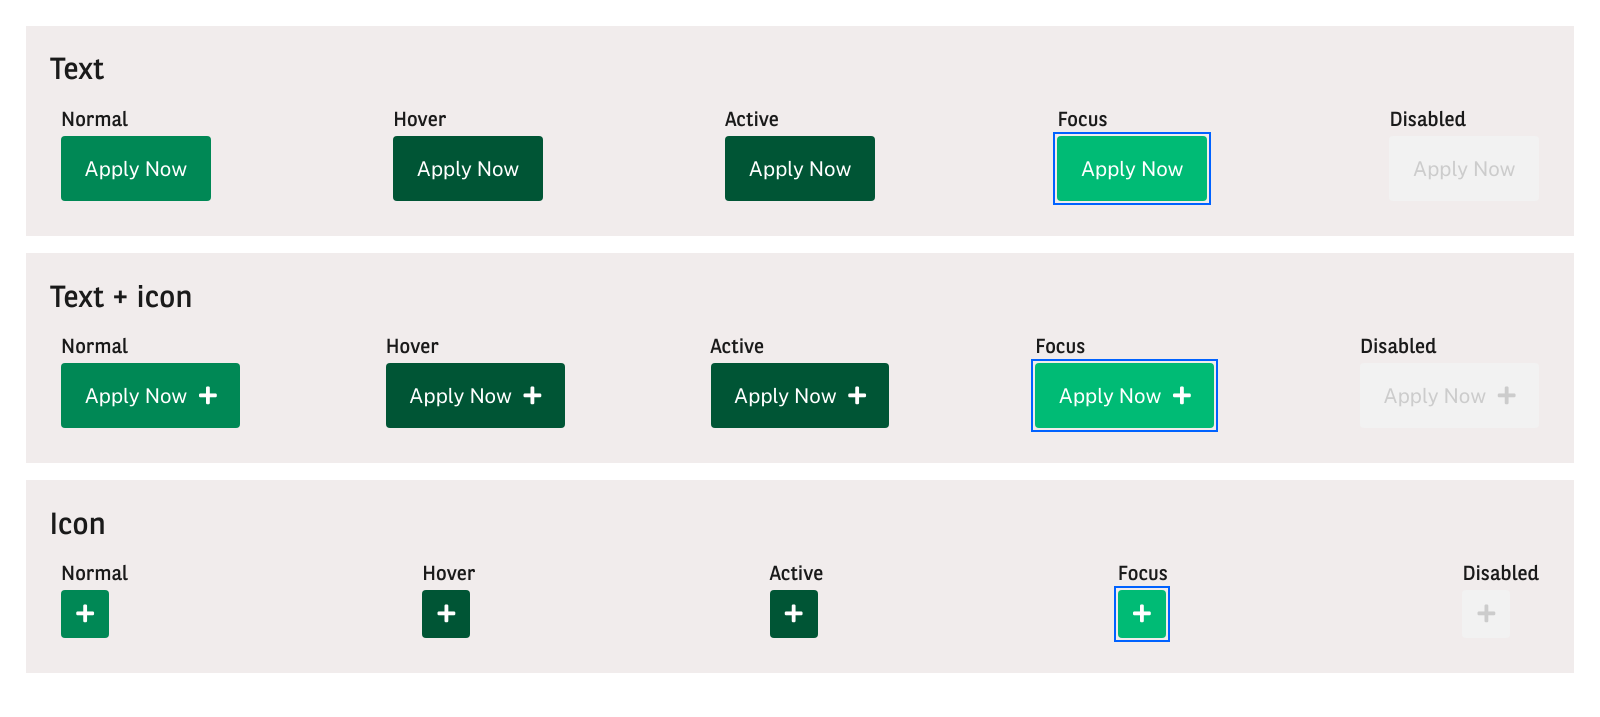 Text
Normal Hover Active Focus Disabled
Apply Now Apply Now Apply Now Apply Now Apply Now
Text + icon
Normal Hover Active Focus Disabled
Apply Now Apply Now Apply Now Apply Now Apply Now
Icon
Normal Hover Active Focus Disabled